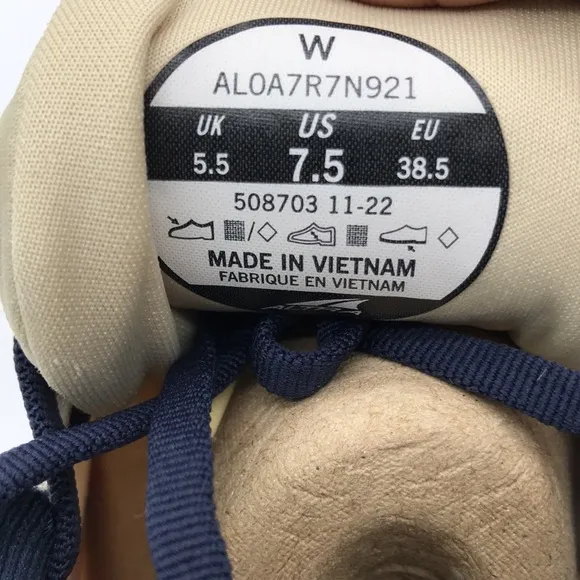 W
AL0A7R7N921
UK US EU
5.5 7.5 38.5
508703 11-22
/
MADE IN VIETNAM
FABRIQUE EN VIETNAM
ALTRA